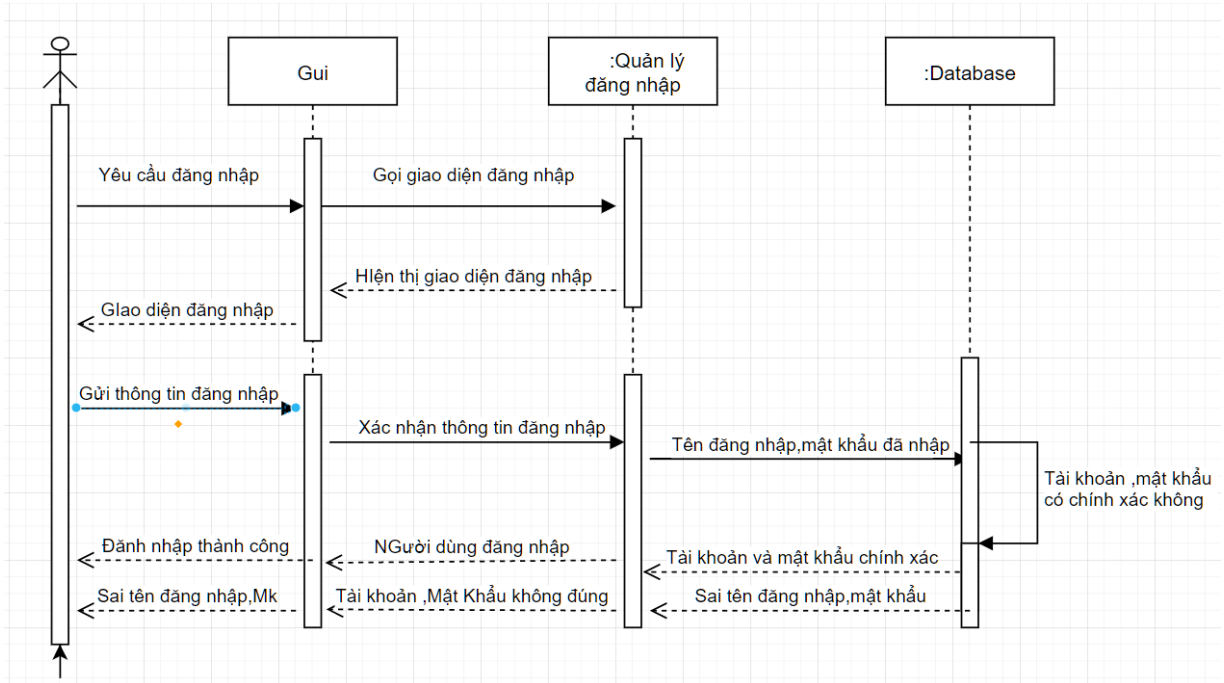 Gui
:Quản lý
đăng nhập
:Database
Yêu cầu đăng nhập
Gọi giao diện đăng nhập
HIện thị giao diện đăng nhập
GIao diện đăng nhập
Gửi thông tin đăng nhập
Xác nhận thông tin đăng nhập
Tên đăng nhập,mật khẩu đã nhập
Tài khoản ,mật khẩu
có chính xác không
Đănh nhập thành công
NGười dùng đăng nhập
Tài khoản và mật khẩu chính xác
Sai tên đăng nhập,Mk
Tài khoản ,Mật Khẩu không đúng
Sai tên đăng nhập,mật khẩu